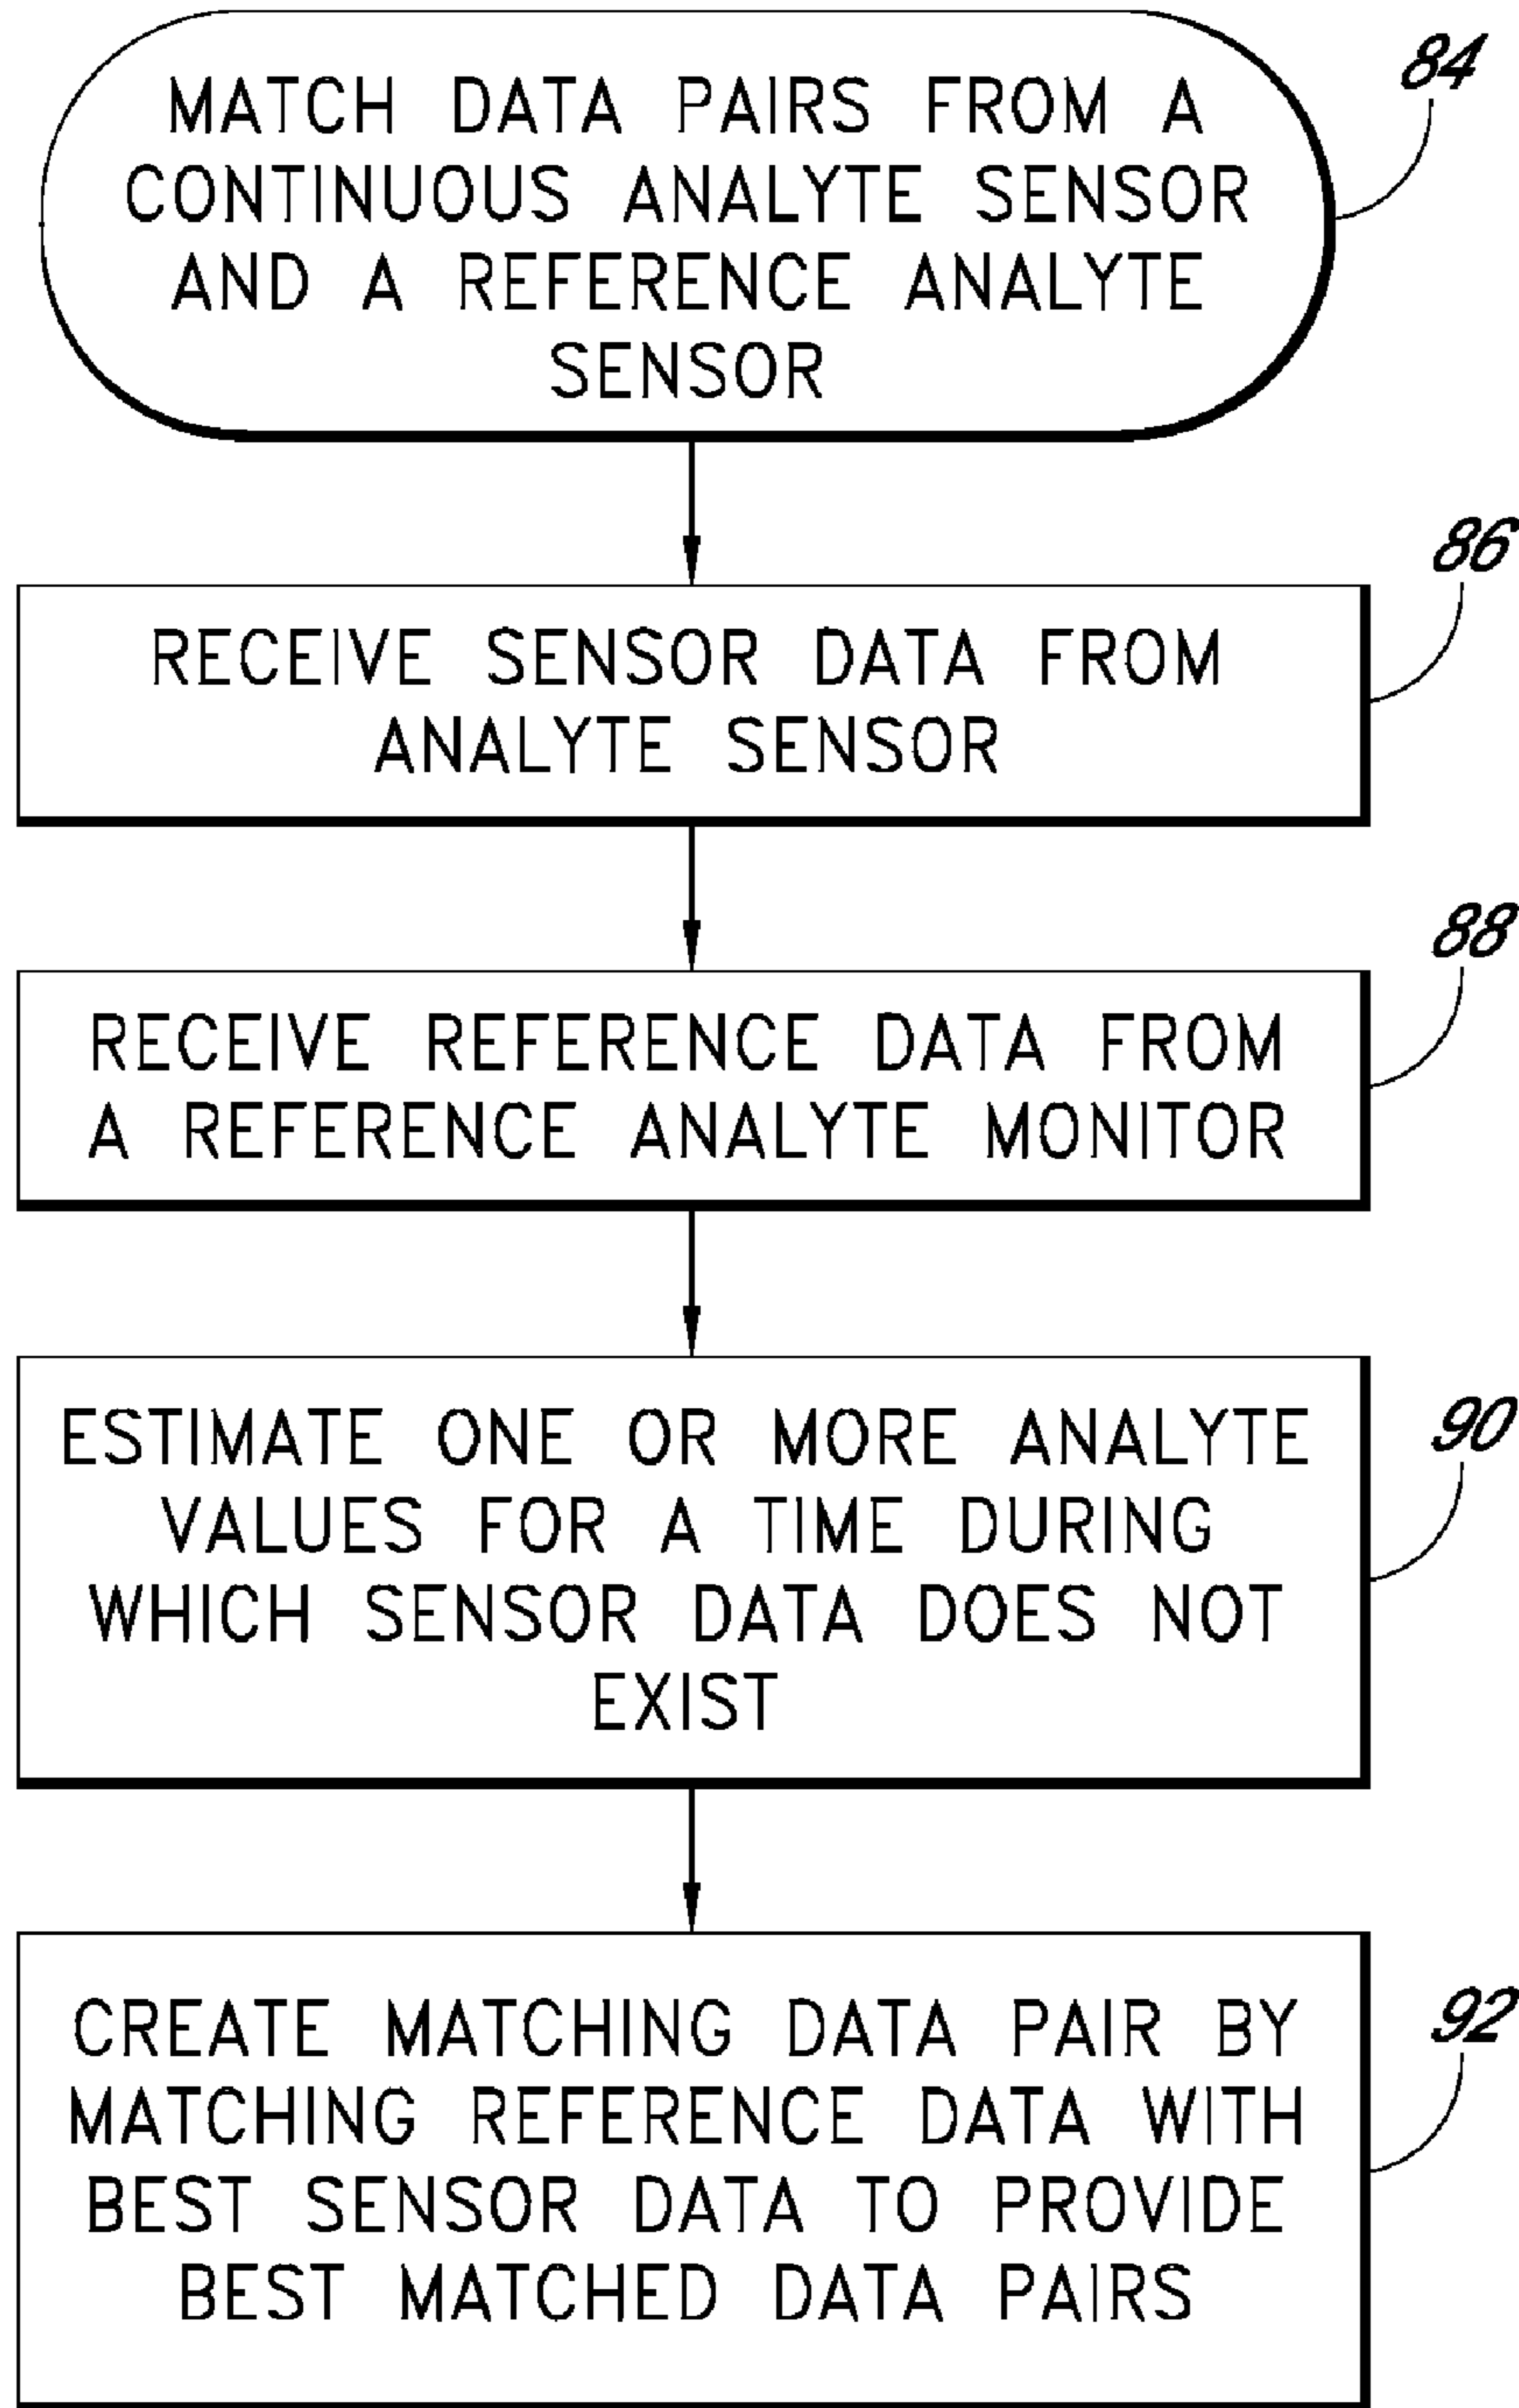 MATCH DATA PAIRS FROM A
CONTINUOUS ANALYTE SENSOR
AND A REFERENCE ANALYTE
SENSOR
84
RECEIVE SENSOR DATA FROM
ANALYTE SENSOR
86
RECEIVE REFERENCE DATA FROM
A REFERENCE ANALYTE MONITOR
88
ESTIMATE ONE OR MORE ANALYTE
VALUES FOR A TIME DURING
WHICH SENSOR DATA DOES NOT
EXIST
90
CREATE MATCHING DATA PAIR BY
MATCHING REFERENCE DATA WITH
BEST SENSOR DATA TO PROVIDE
BEST MATCHED DATA PAIRS
92